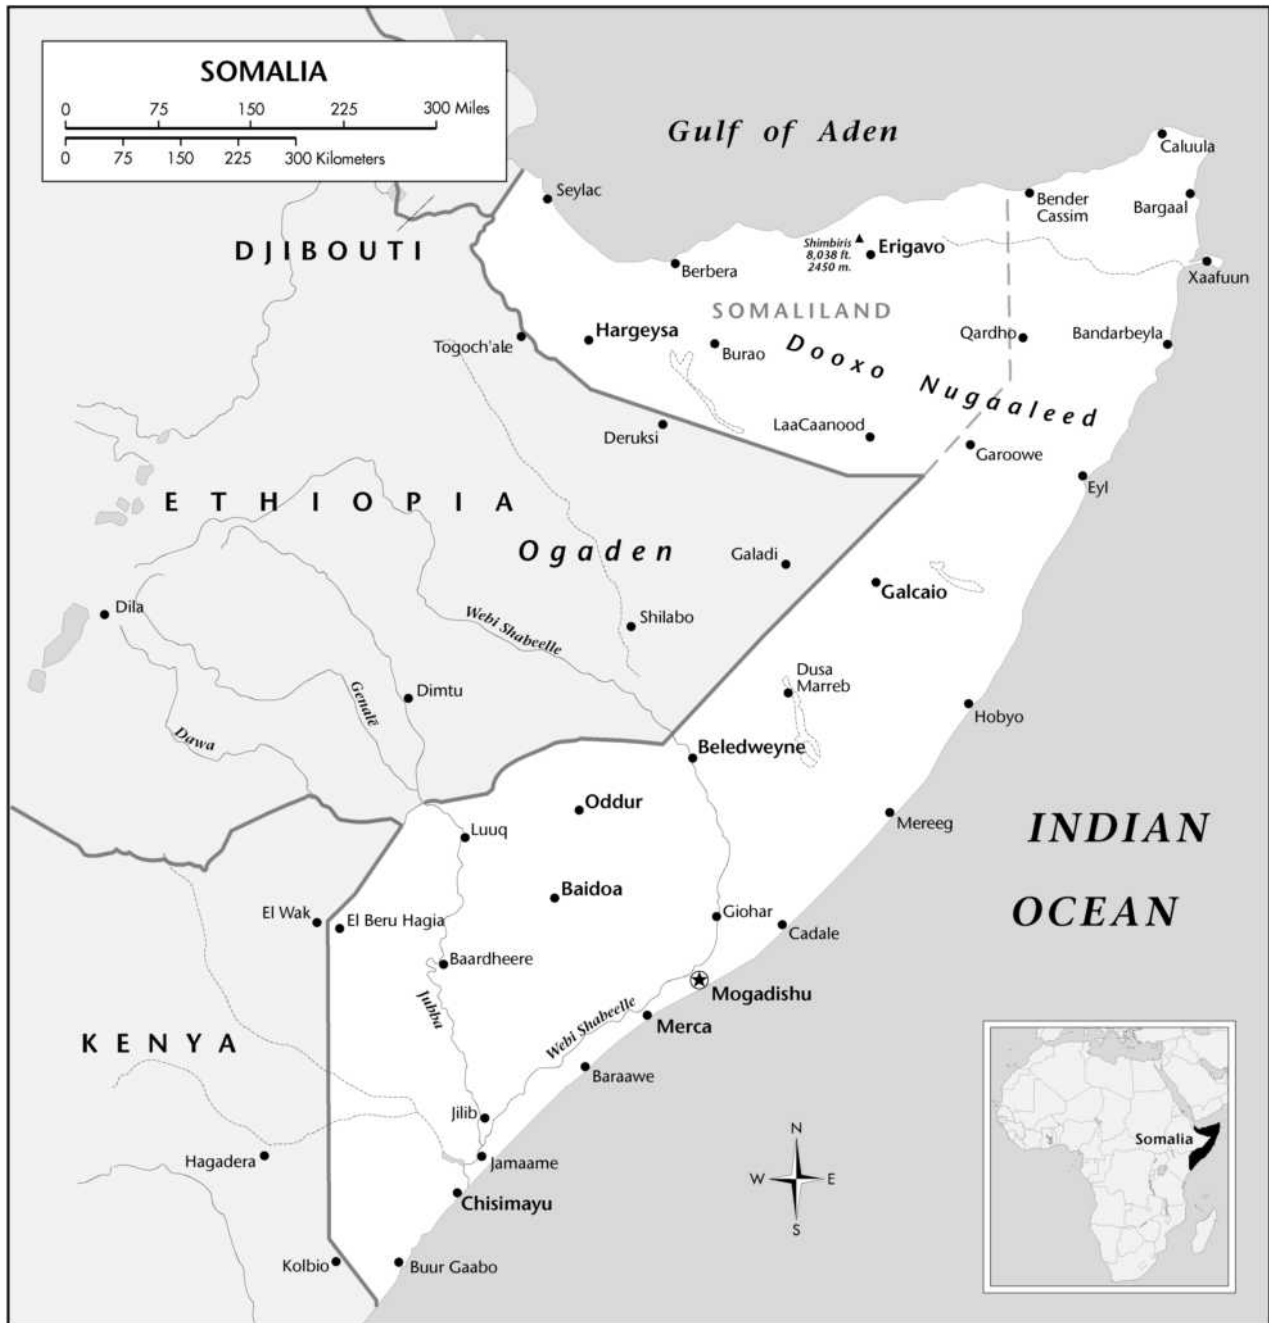 SOMALIA
0 75 150 225 300 Miles
0 75 150 225 300 Kilometers
Gulf of Aden
Caluula
Seylac
Bender
Cassim
Bargaal
DJIBOUTI
Shimbiris
8,038 ft.
2450 m.
Erigavo
Berbera
Xaafuun
SOMALILAND
Hargeysa
Togoch'ale
Burao
Dooxo Nugaaleed
Qardho
Bandarbeyla
Deruksi
LaaCaanood
Garoowe
Eyl
ETHIOPIA
Ogaden
Galadi
Galcaio
Dila
Webi Shabeelle
Shilabo
Dusa
Marreb
Genalë
Dimtu
Hobyo
Dawa
Beledweyne
Oddur
Luuq
Mereeg
INDIAN
OCEAN
Baidoa
El Wak
El Beru Hagia
Giohar
Cadale
Baardheere
Jubba
Mogadishu
Webi Shabeelle
Merca
KENYA
Baraawe
Jilib
Hagadera
Jamaame
Chisimayu
Kolbio
Buur Gaabo
N
W E
S
Somalia